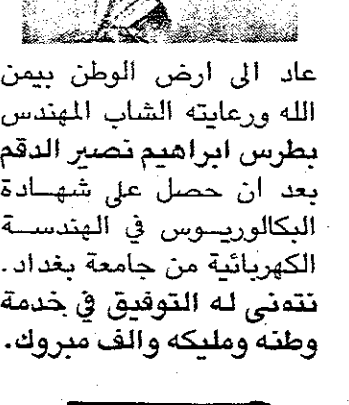 عاد الى ارض الوطن بيمن
الله ورعايته الشاب المهندس
بطرس ابراهيم نصير الدقم
بعد ان حصل على شهادة
البكالوريوس في الهندسة
الكهربائية من جامعة بغداد.
نتمنى له التوفيق في خدمة
وطنه ومليكه والف مبروك.